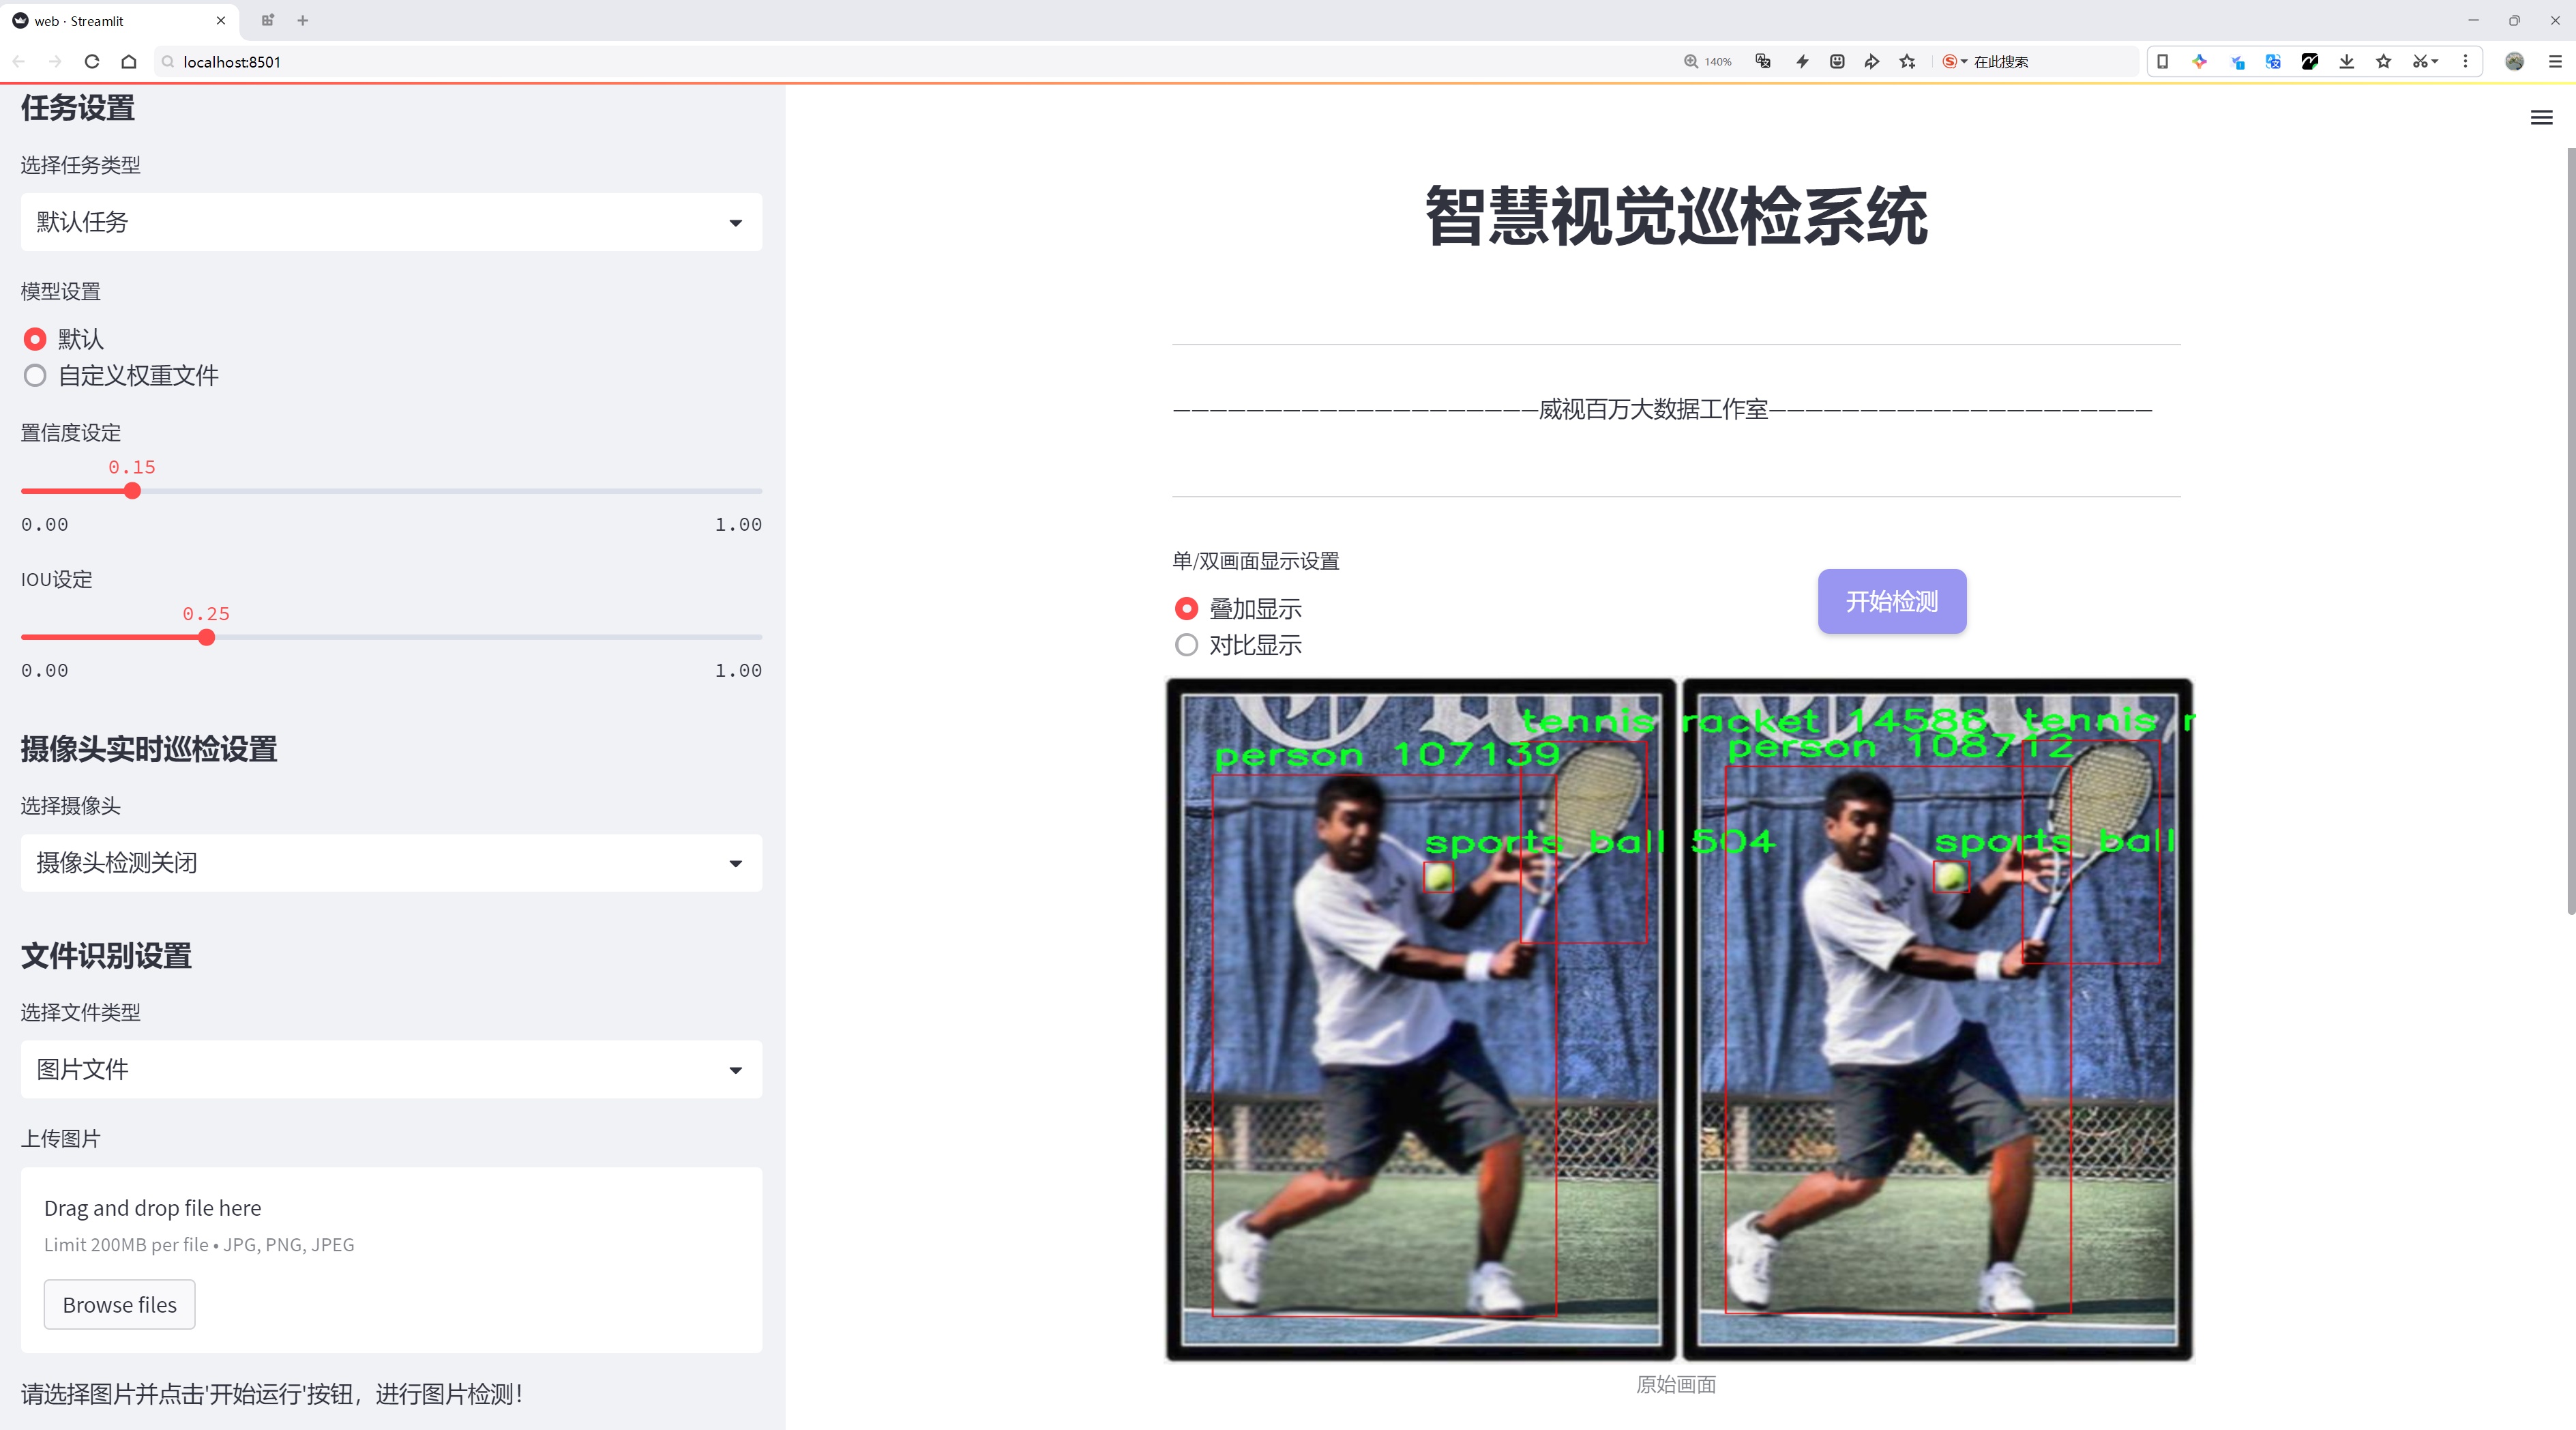 web · Streamlit
localhost:8501
140%
在此搜索
任务设置
选择任务类型
默认任务
模型设置
默认
自定义权重文件
置信度设定
0.15
0.00
1.00
IOU设定
0.25
0.00
1.00
摄像头实时巡检设置
选择摄像头
摄像头检测关闭
文件识别设置
选择文件类型
图片文件
上传图片
Drag and drop file here
Limit 200MB per file • JPG, PNG, JPEG
Browse files
请选择图片并点击'开始运行'按钮，进行图片检测！
智慧视觉巡检系统
————————————————————威视百万大数据工作室—————————————————————
单/双画面显示设置
叠加显示
对比显示
开始检测
tennis racket 14586
tennis r
person 107139
person 108712
sports ball 504
sports ball
原始画面